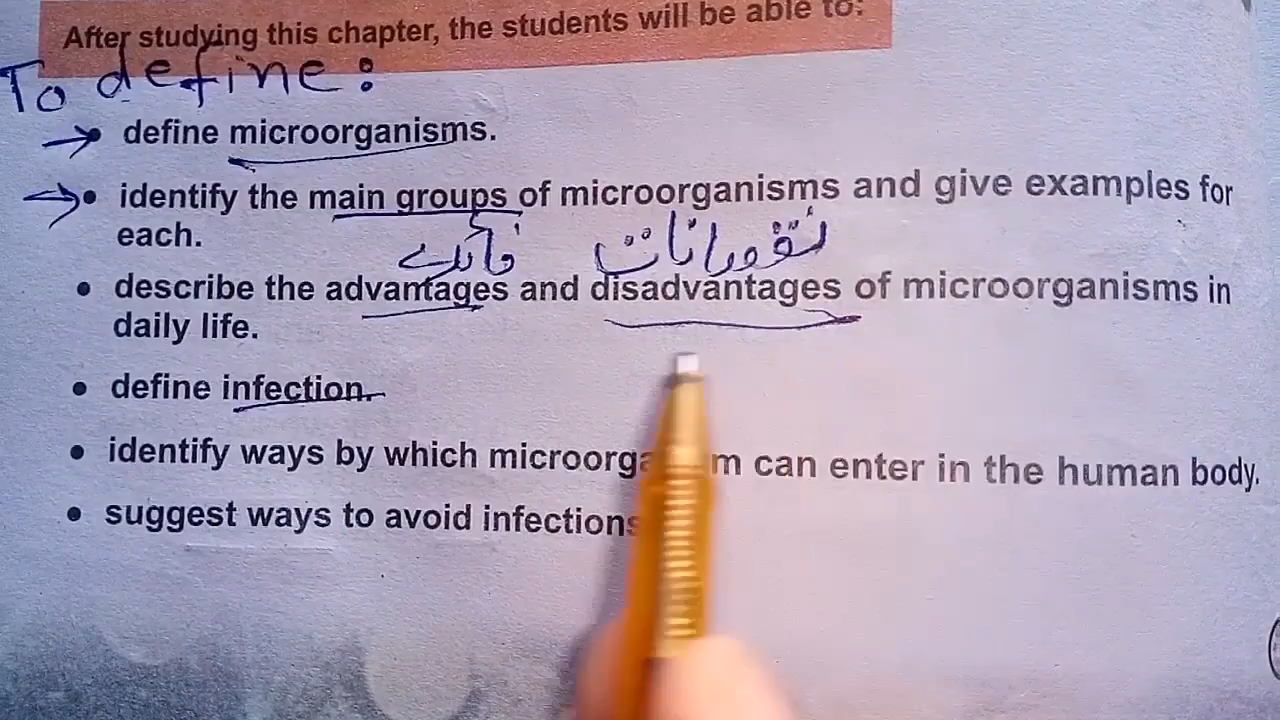 After studying this chapter, the students will be able to:
To define:
define microorganisms.
identify the main groups of microorganisms and give examples for
each.
فائدے نقصانات
describe the advantages and disadvantages of microorganisms in
daily life.
define infection.
identify ways by which microorga m can enter in the human body.
suggest ways to avoid infections